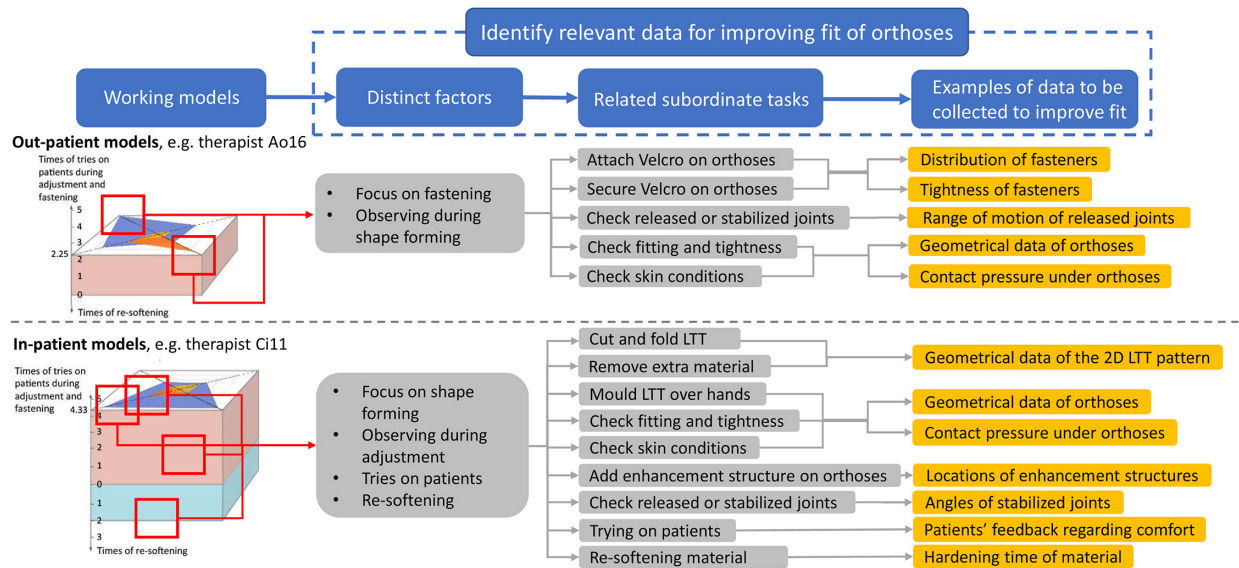 Identify relevant data for improving fit of orthoses
Working models
Distinct factors
Related subordinate tasks
Examples of data to be
collected to improve fit
Out-patient models, e.g. therapist Ao16
Times of tries on
patients during
adjustment and
fastening
5
4
3
2.25
2
1
0
Times of re-softening
• Focus on fastening
• Observing during
shape forming
Attach Velcro on orthoses
Secure Velcro on orthoses
Check released or stabilized joints
Check fitting and tightness
Check skin conditions
Distribution of fasteners
Tightness of fasteners
Range of motion of released joints
Geometrical data of orthoses
Contact pressure under orthoses
In-patient models, e.g. therapist Ci11
Times of tries on
patients during
adjustment and
fastening
5
4.33
4
3
2
1
0
1
2
3
Times of re-softening
• Focus on shape
forming
• Observing during
adjustment
• Tries on patients
• Re-softening
Cut and fold LTT
Remove extra material
Mould LTT over hands
Check fitting and tightness
Check skin conditions
Add enhancement structure on orthoses
Check released or stabilized joints
Trying on patients
Re-softening material
Geometrical data of the 2D LTT pattern
Geometrical data of orthoses
Contact pressure under orthoses
Locations of enhancement structures
Angles of stabilized joints
Patients’ feedback regarding comfort
Hardening time of material